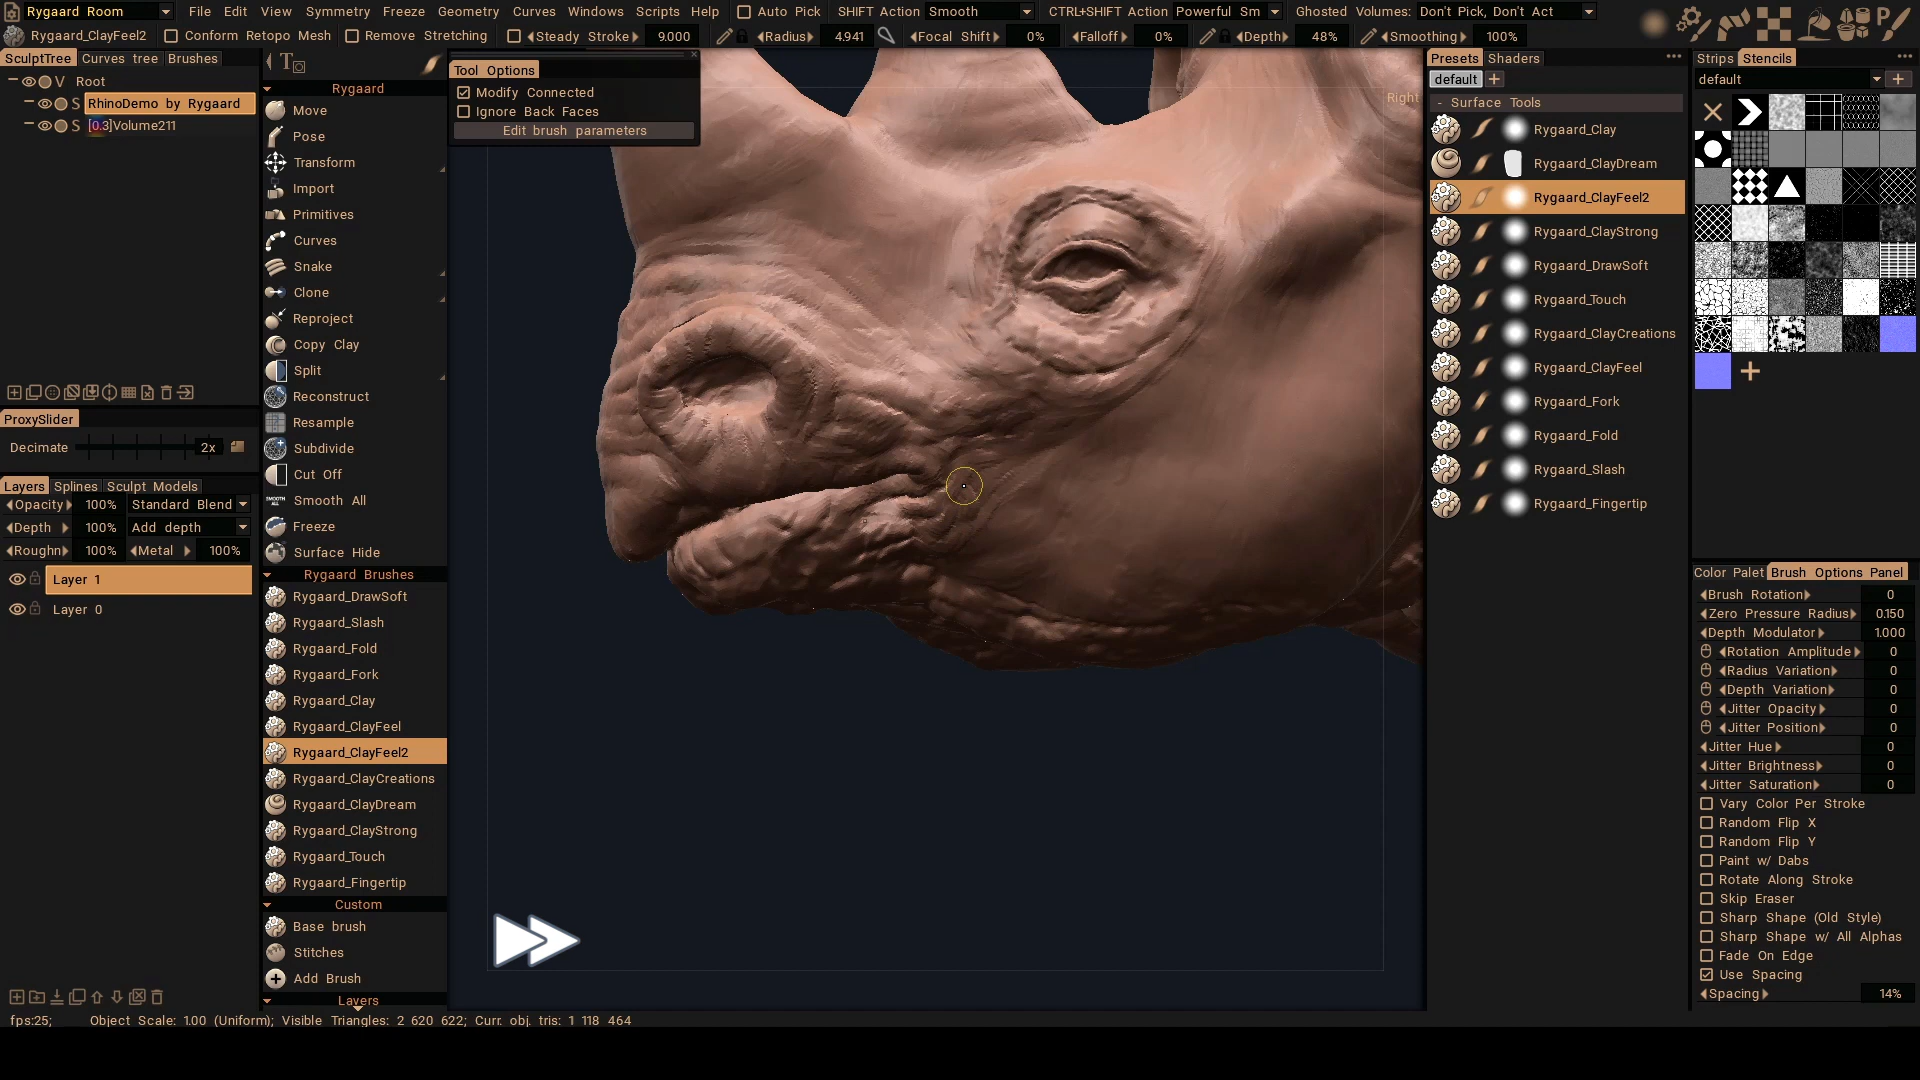 Rygaard Room File Edit View Symmetry Freeze Geometry Curves Windows Scripts Help Auto Pick SHIFT Action Smooth CTRL+SHIFT Action Powerful Sm Ghosted Volumes: Don't Pick, Don't Act
Rygaard_ClayFeel2 Conform Retopo Mesh Remove Stretching Steady Stroke 9.000 Radius 4.941 Focal Shift 0% Falloff 0% Depth 48% Smoothing 100%
SculptTree Curves tree Brushes
V Root
S RhinoDemo by Rygaard
S [0.3]Volume211
ProxySlider
Decimate 2x
Layers Splines Sculpt Models
Opacity 100% Standard Blend
Depth 100% Add depth
Roughn 100% Metal 100%
Layer 1
Layer 0
Rygaard
Move
Pose
Transform
Import
Primitives
Curves
Snake
Clone
Reproject
Copy Clay
Split
Reconstruct
Resample
Subdivide
Cut Off
SMOOTH ALL Smooth All
Freeze
Surface Hide
Rygaard Brushes
Rygaard_DrawSoft
Rygaard_Slash
Rygaard_Fold
Rygaard_Fork
Rygaard_Clay
Rygaard_ClayFeel
Rygaard_ClayFeel2
Rygaard_ClayCreations
Rygaard_ClayDream
Rygaard_ClayStrong
Rygaard_Touch
Rygaard_Fingertip
Custom
Base brush
Stitches
Add Brush
Layers
Tool Options
Modify Connected
Ignore Back Faces
Edit brush parameters
Right
Presets Shaders
default
- Surface Tools
Rygaard_Clay
Rygaard_ClayDream
Rygaard_ClayFeel2
Rygaard_ClayStrong
Rygaard_DrawSoft
Rygaard_Touch
Rygaard_ClayCreations
Rygaard_ClayFeel
Rygaard_Fork
Rygaard_Fold
Rygaard_Slash
Rygaard_Fingertip
Strips Stencils
default
Color Palet Brush Options Panel
Brush Rotation 0
Zero Pressure Radius 0.150
Depth Modulator 1.000
Rotation Amplitude 0
Radius Variation 0
Depth Variation 0
Jitter Opacity 0
Jitter Position 0
Jitter Hue 0
Jitter Brightness 0
Jitter Saturation 0
Vary Color Per Stroke
Random Flip X
Random Flip Y
Paint w/ Dabs
Rotate Along Stroke
Skip Eraser
Sharp Shape (Old Style)
Sharp Shape w/ All Alphas
Fade On Edge
Use Spacing
Spacing 14%
fps:25; Object Scale: 1.00 (Uniform); Visible Triangles: 2 620 622; Curr. obj. tris: 1 118 464